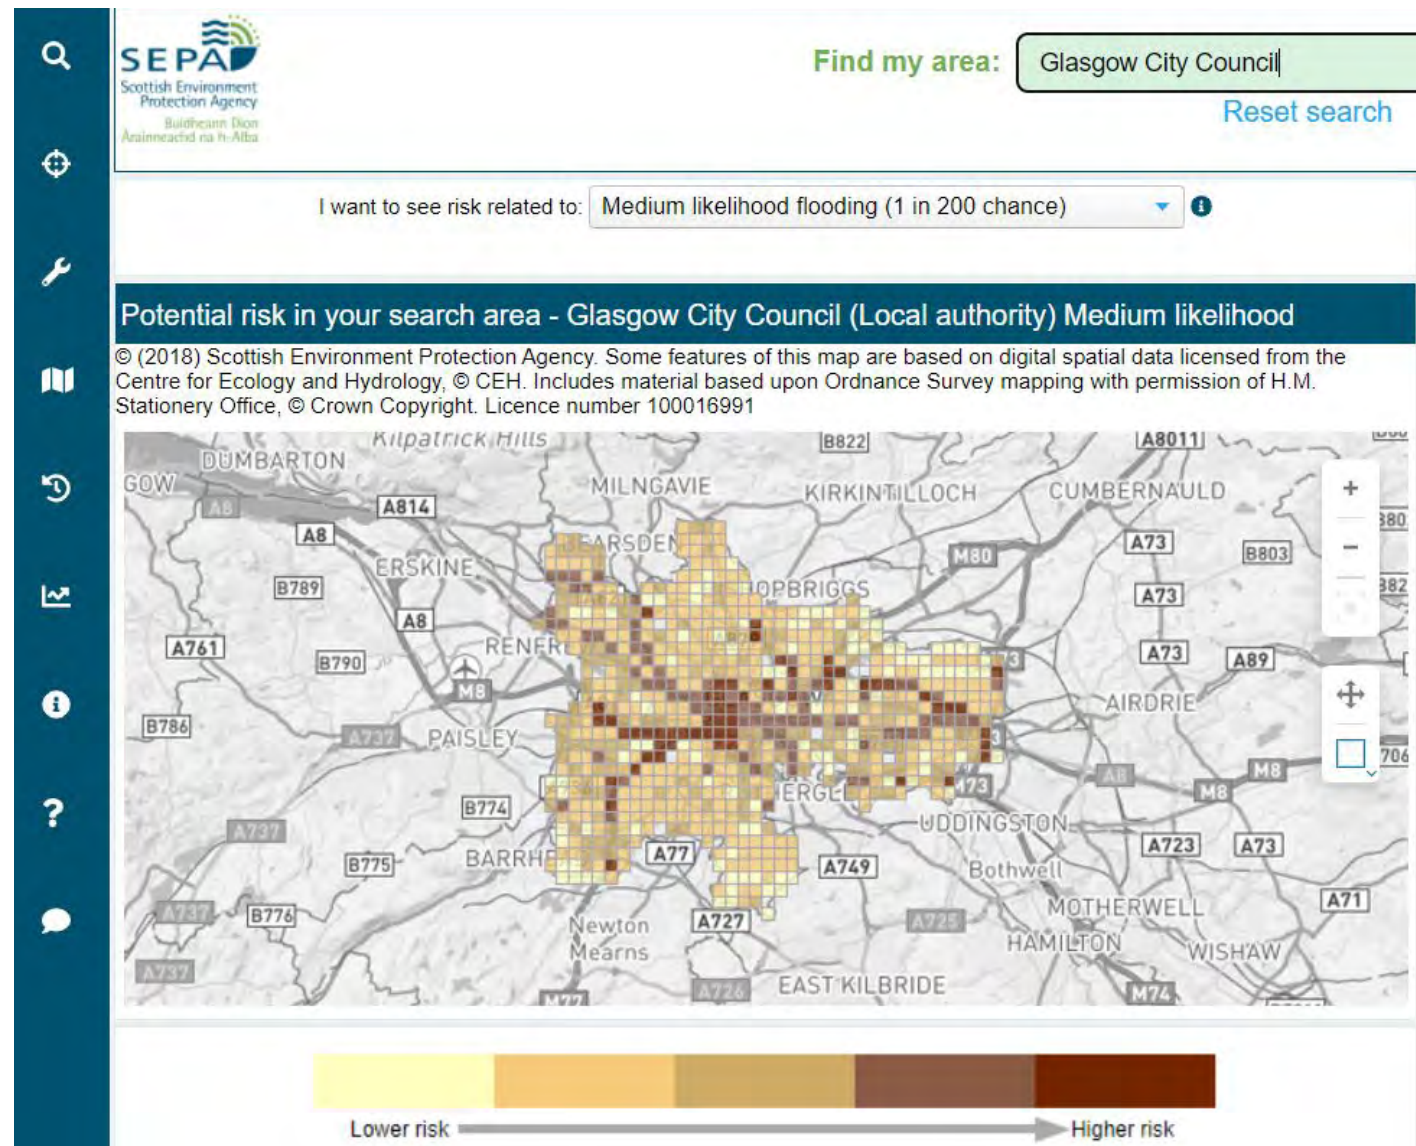 SEPA
Scottish Environment
Protection Agency
Buidheann Dìon
Àrainneachd na h-Alba
Find my area:
Glasgow City Council
Reset search
I want to see risk related to: Medium likelihood flooding (1 in 200 chance)
Potential risk in your search area - Glasgow City Council (Local authority) Medium likelihood
© (2018) Scottish Environment Protection Agency. Some features of this map are based on digital spatial data licensed from the
Centre for Ecology and Hydrology, © CEH. Includes material based upon Ordnance Survey mapping with permission of H.M.
Stationery Office, © Crown Copyright. Licence number 100016991
Kilpatrick Hills
B822
A8011
DUMBARTON
GOW
MILNGAVIE
KIRKINTILLOCH
CUMBERNAULD
A8
A814
A8
M80
A73
B803
ERSKINE
B789
A73
A8
A761
RENFR
B790
A73
A89
M8
AIRDRIE
B786
A737
PAISLEY
A8
M8
M8
B774
UDDINGSTON
A737
A723
A73
B775
BARRH
A77
A749
Bothwell
MOTHERWELL
A71
A737
B776
Newton
Mearns
A727
A725
HAMILTON
WISHAW
A737
A726
EAST KILBRIDE
M77
M74
Lower risk
Higher risk